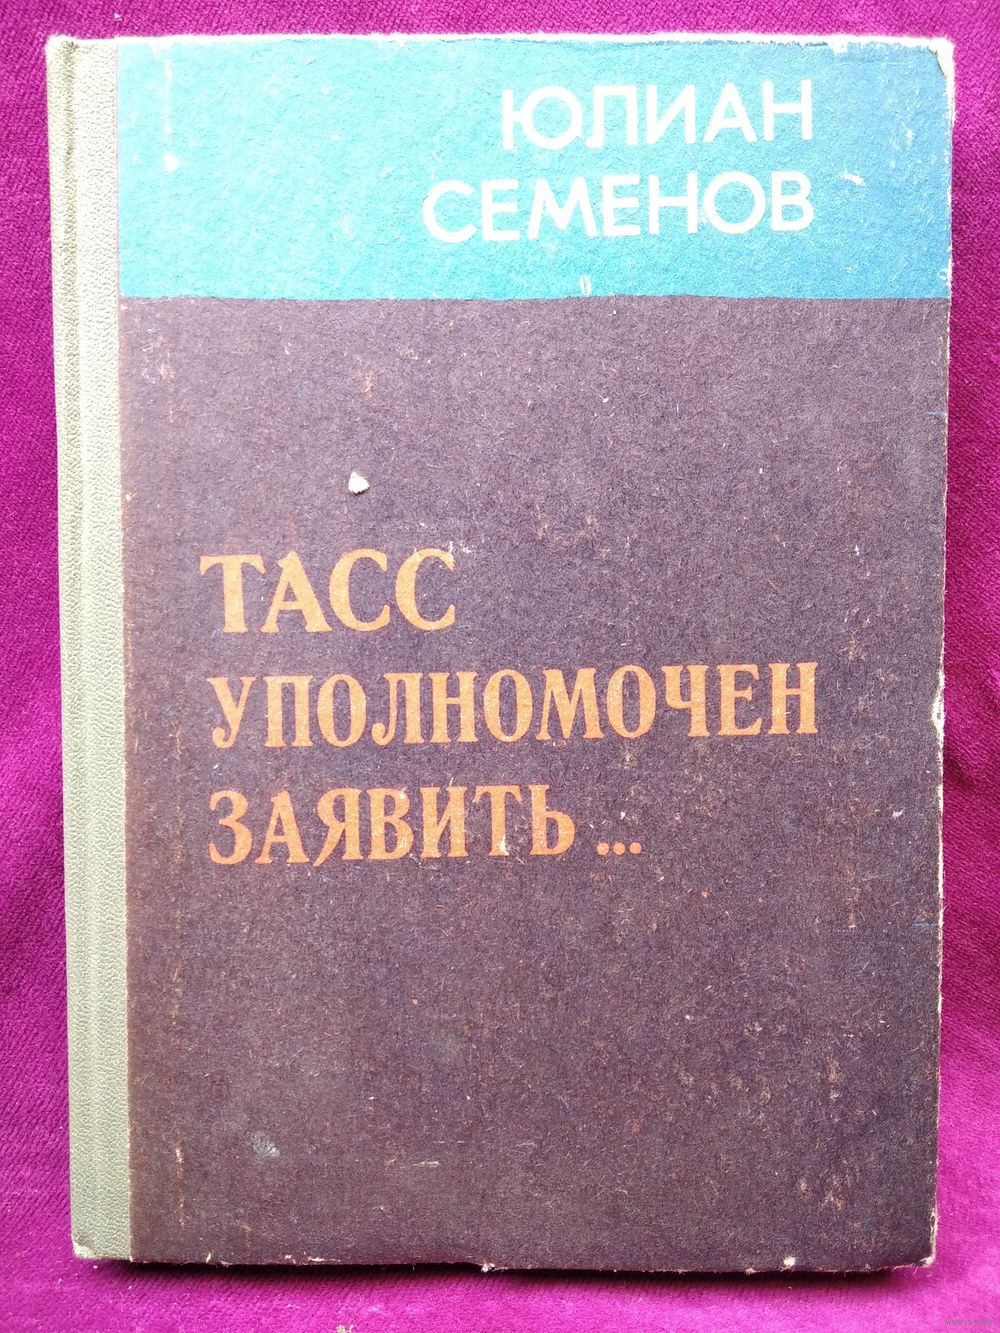 ЮЛИАН
СЕМЕНОВ
ТАСС
УПОЛНОМОЧЕН
ЗАЯВИТЬ...